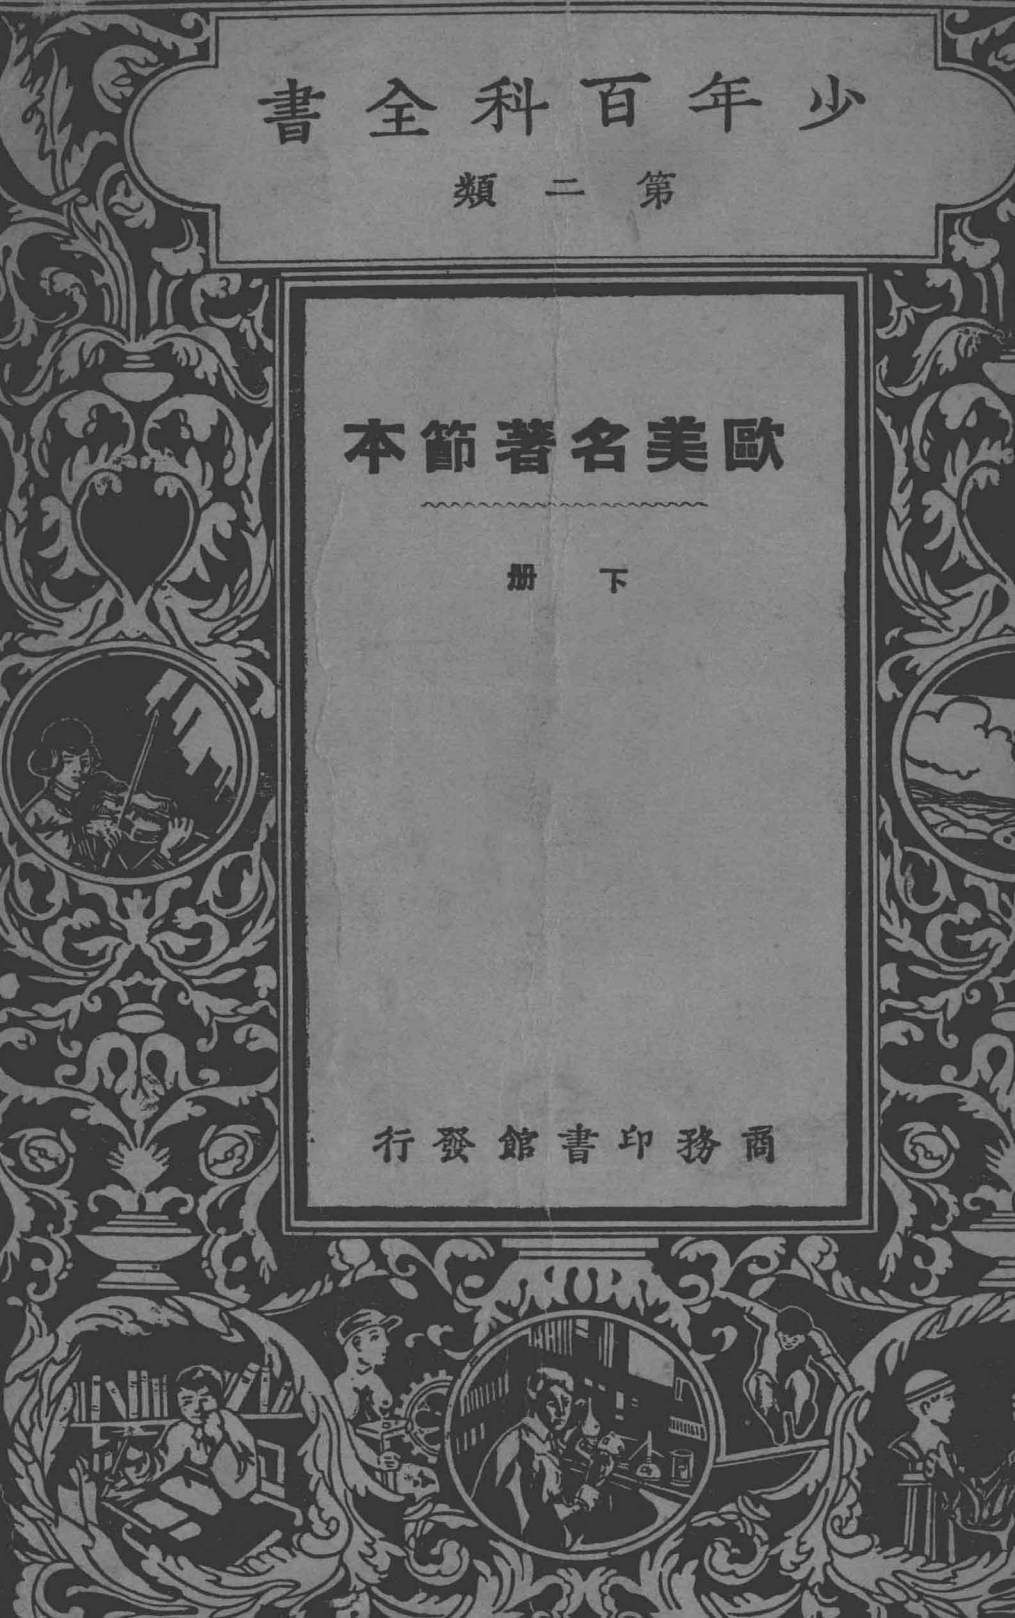 少年百科全書
第二類
歐美名著節本
下册
商務印書館發行